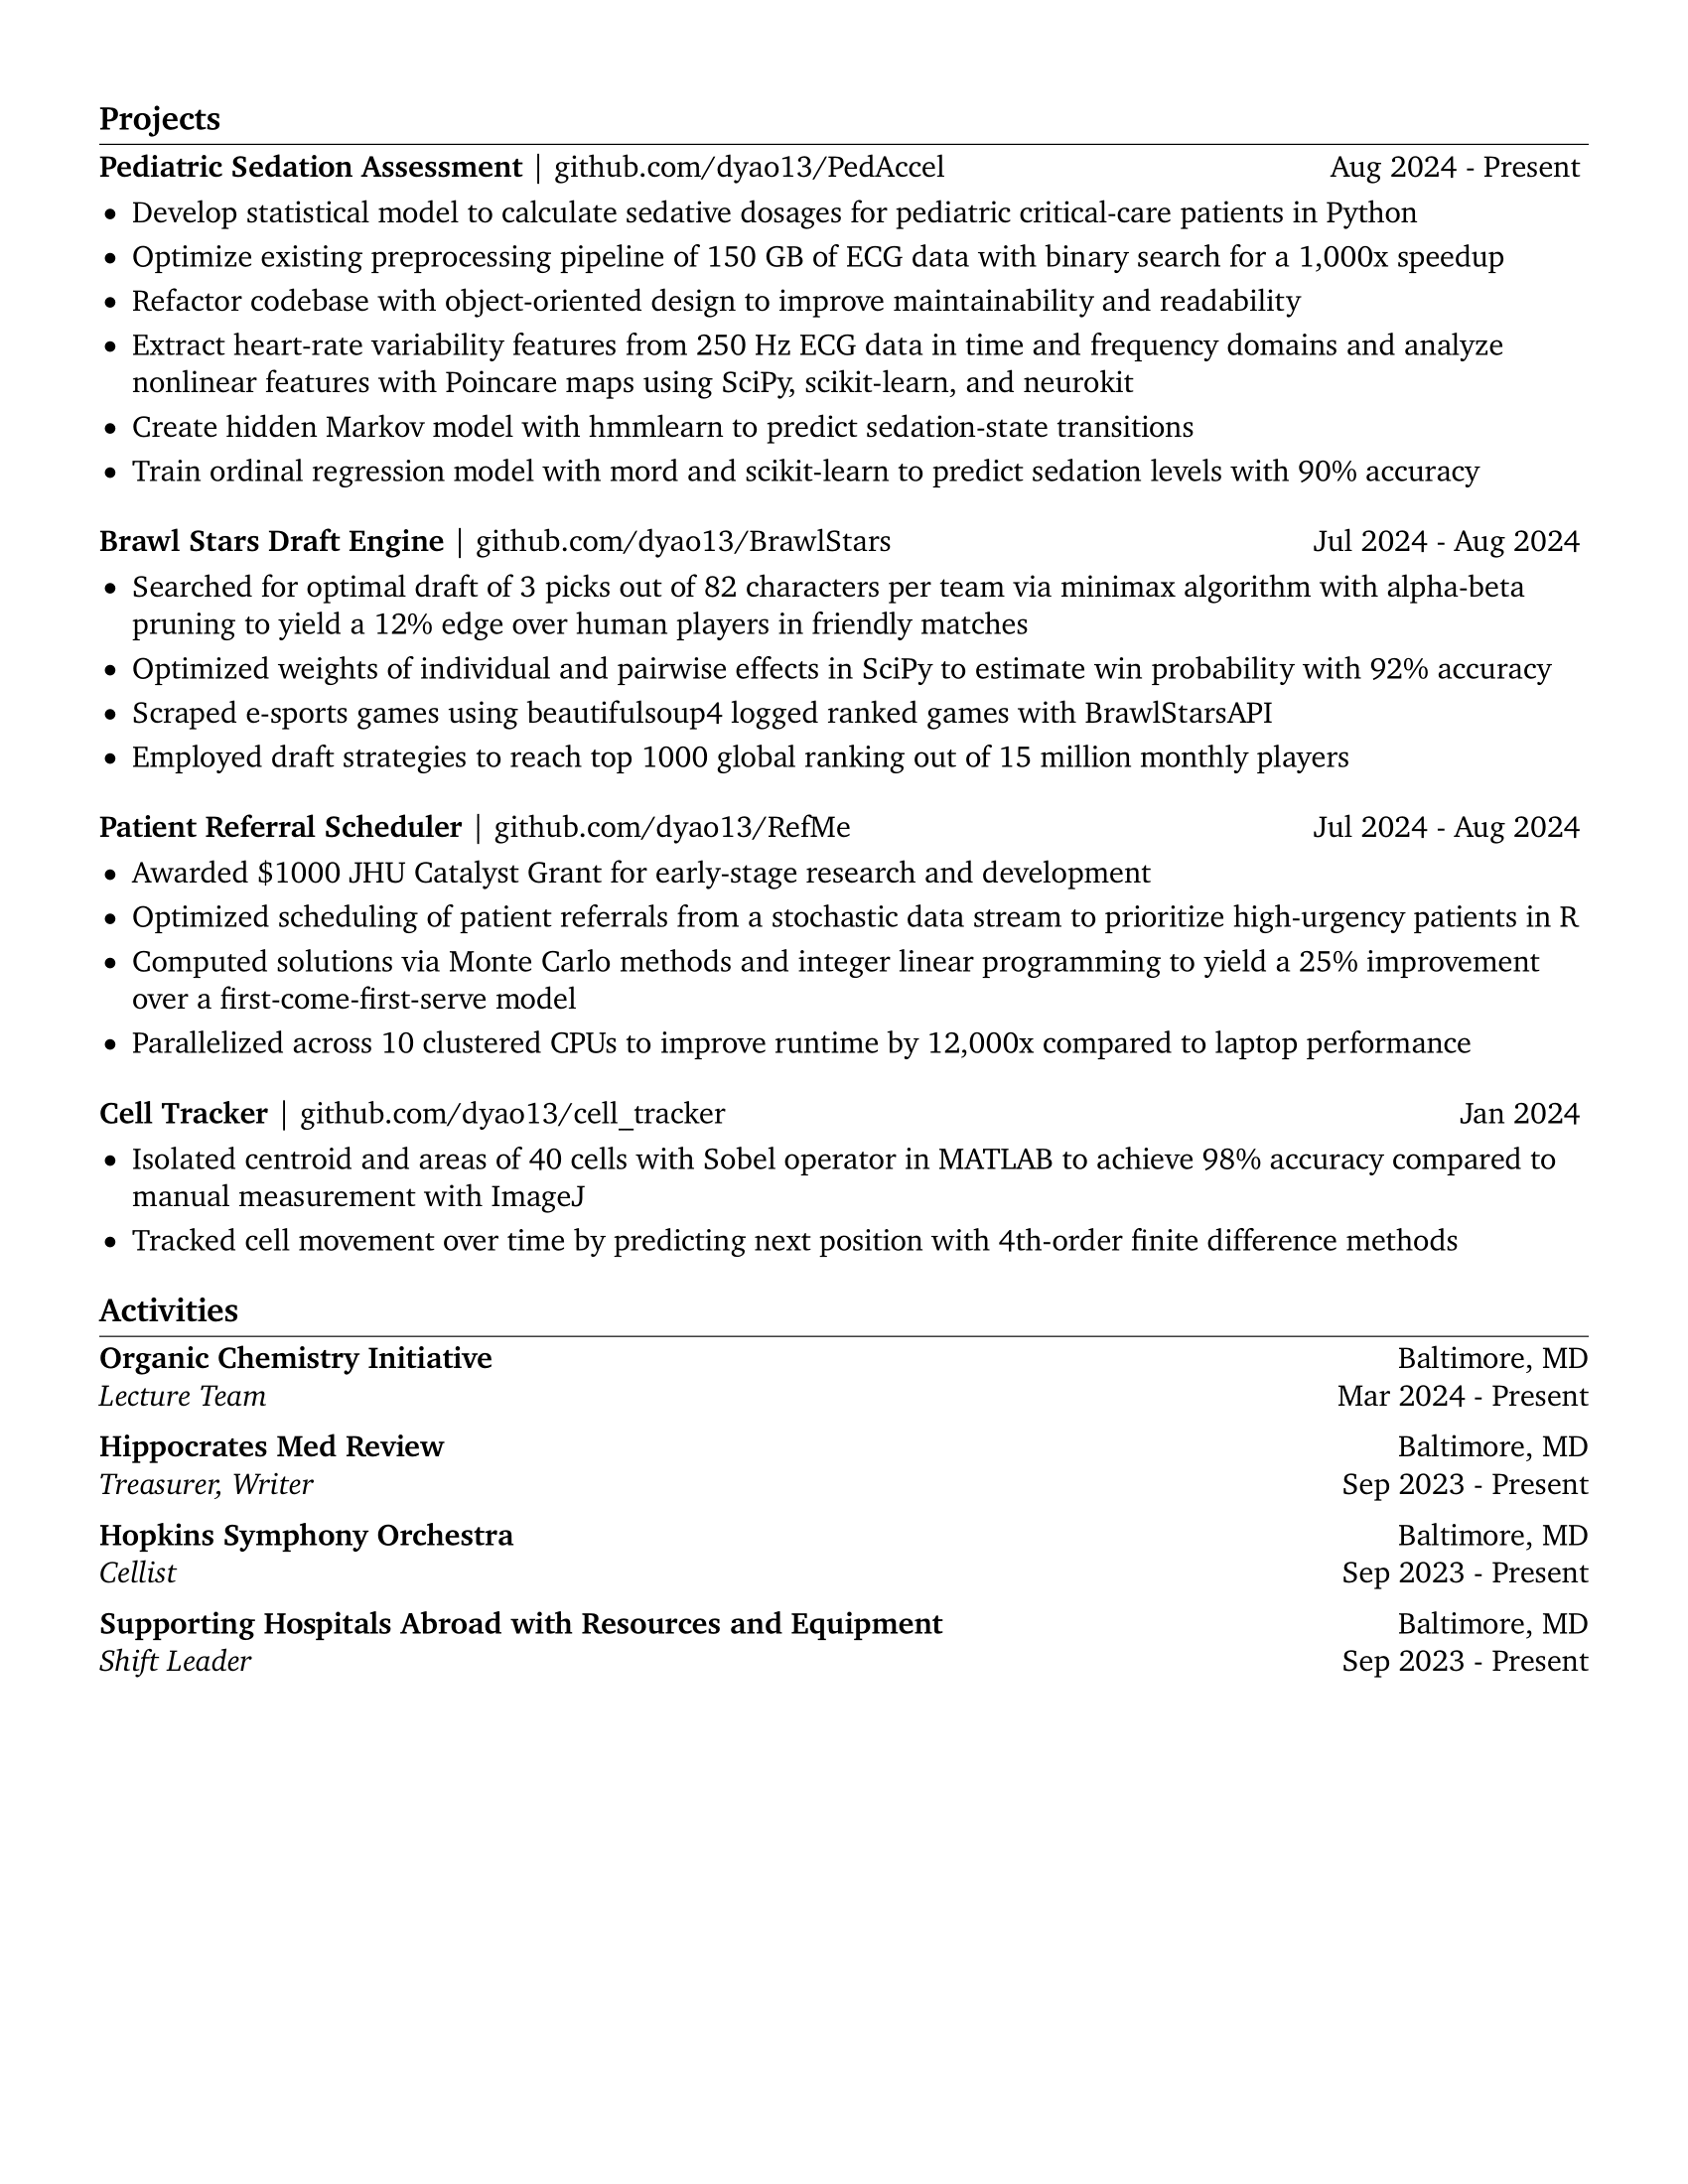 Projects
Pediatric Sedation Assessment | github.com/dyao13/PedAccel Aug 2024 - Present
• Develop statistical model to calculate sedative dosages for pediatric critical-care patients in Python
• Optimize existing preprocessing pipeline of 150 GB of ECG data with binary search for a 1,000x speedup
• Refactor codebase with object-oriented design to improve maintainability and readability
• Extract heart-rate variability features from 250 Hz ECG data in time and frequency domains and analyze
nonlinear features with Poincare maps using SciPy, scikit-learn, and neurokit
• Create hidden Markov model with hmmlearn to predict sedation-state transitions
• Train ordinal regression model with mord and scikit-learn to predict sedation levels with 90% accuracy
Brawl Stars Draft Engine | github.com/dyao13/BrawlStars Jul 2024 - Aug 2024
• Searched for optimal draft of 3 picks out of 82 characters per team via minimax algorithm with alpha-beta
pruning to yield a 12% edge over human players in friendly matches
• Optimized weights of individual and pairwise effects in SciPy to estimate win probability with 92% accuracy
• Scraped e-sports games using beautifulsoup4 logged ranked games with BrawlStarsAPI
• Employed draft strategies to reach top 1000 global ranking out of 15 million monthly players
Patient Referral Scheduler | github.com/dyao13/RefMe Jul 2024 - Aug 2024
• Awarded $1000 JHU Catalyst Grant for early-stage research and development
• Optimized scheduling of patient referrals from a stochastic data stream to prioritize high-urgency patients in R
• Computed solutions via Monte Carlo methods and integer linear programming to yield a 25% improvement
over a first-come-first-serve model
• Parallelized across 10 clustered CPUs to improve runtime by 12,000x compared to laptop performance
Cell Tracker | github.com/dyao13/cell_tracker Jan 2024
• Isolated centroid and areas of 40 cells with Sobel operator in MATLAB to achieve 98% accuracy compared to
manual measurement with ImageJ
• Tracked cell movement over time by predicting next position with 4th-order finite difference methods
Activities
Organic Chemistry Initiative Baltimore, MD
Lecture Team Mar 2024 - Present
Hippocrates Med Review Baltimore, MD
Treasurer, Writer Sep 2023 - Present
Hopkins Symphony Orchestra Baltimore, MD
Cellist Sep 2023 - Present
Supporting Hospitals Abroad with Resources and Equipment Baltimore, MD
Shift Leader Sep 2023 - Present